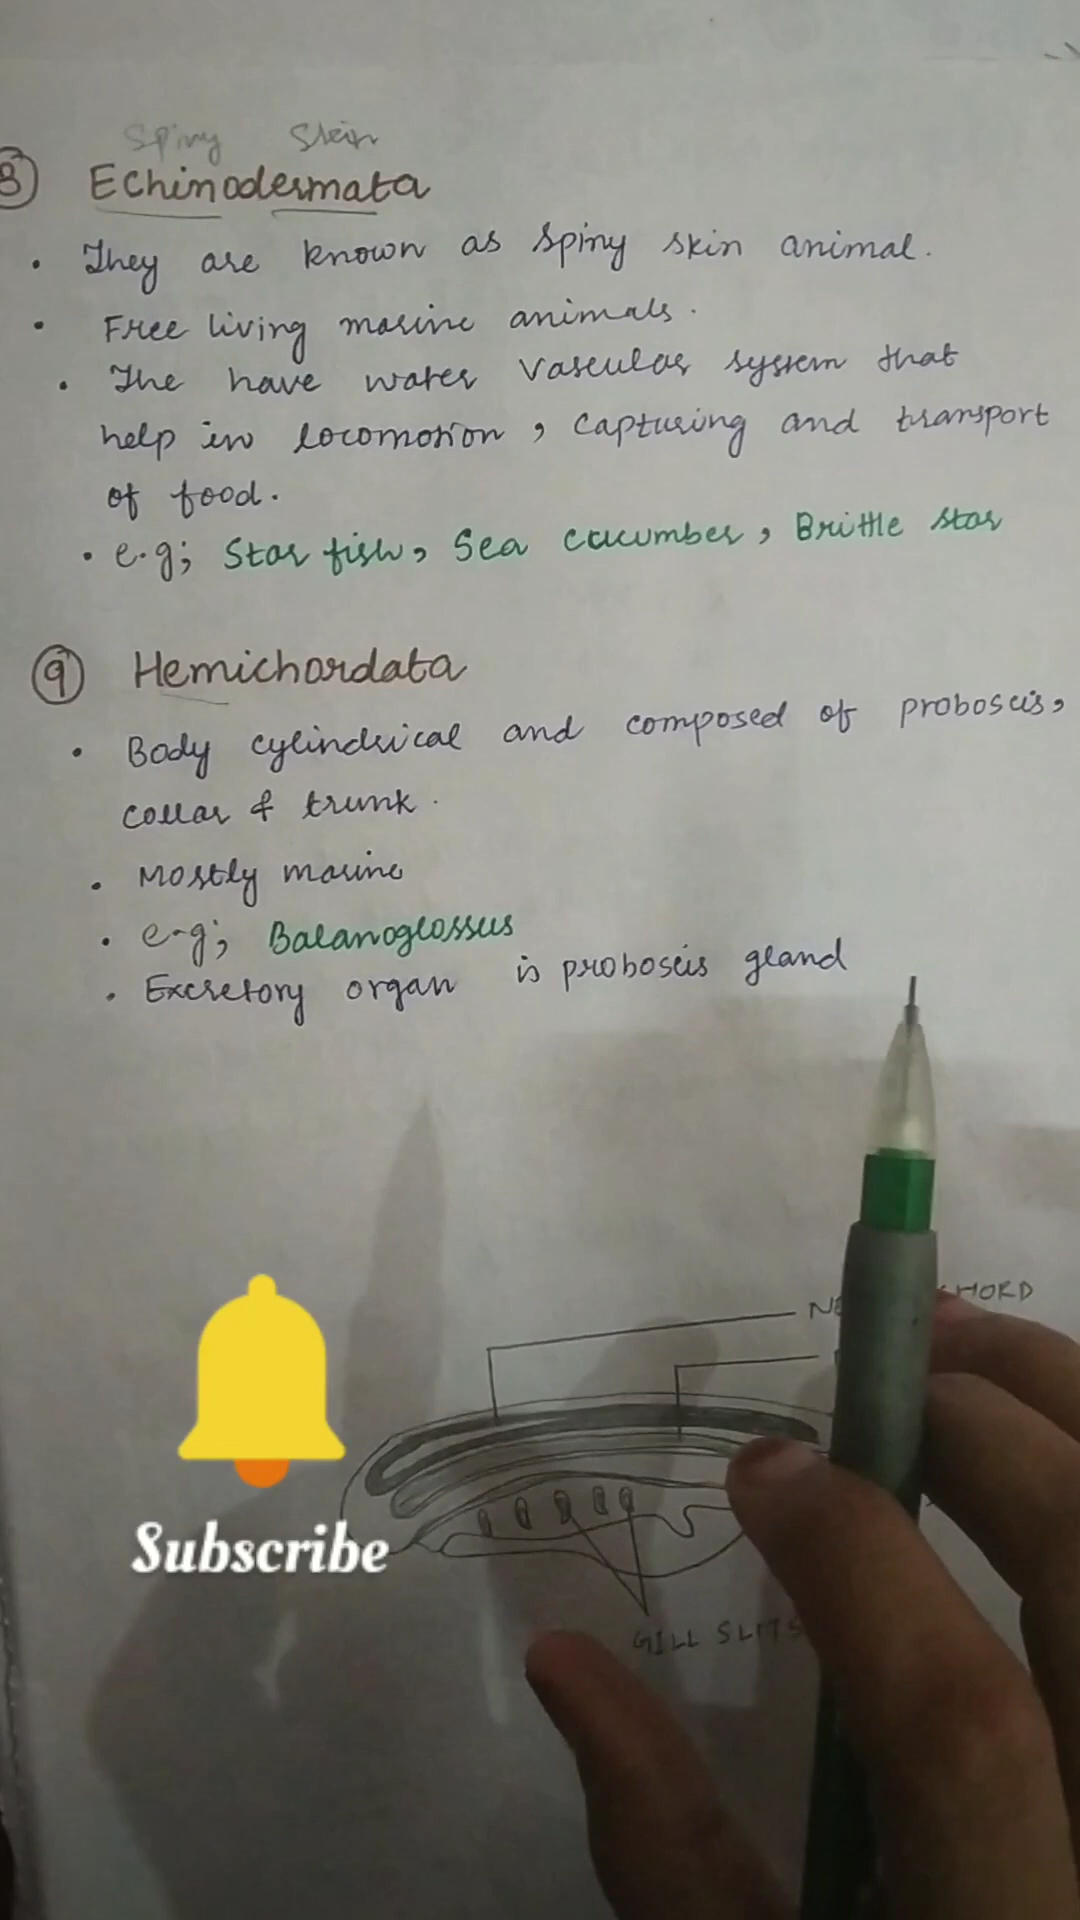 Spiny Skin
8 Echinodermata
• They are known as spiny skin animal.
• Free living marine animals.
• The have water vascular system that
help in locomotion, capturing and transport
of food.
• e.g; Star fish, Sea cucumber, Brittle star
9 Hemichordata
• Body cylindrical and composed of proboscis,
collar & trunk.
• Mostly marine
• e-g; Balanoglossus
• Excretory organ is proboscis gland
GILL SLITS
Subscribe